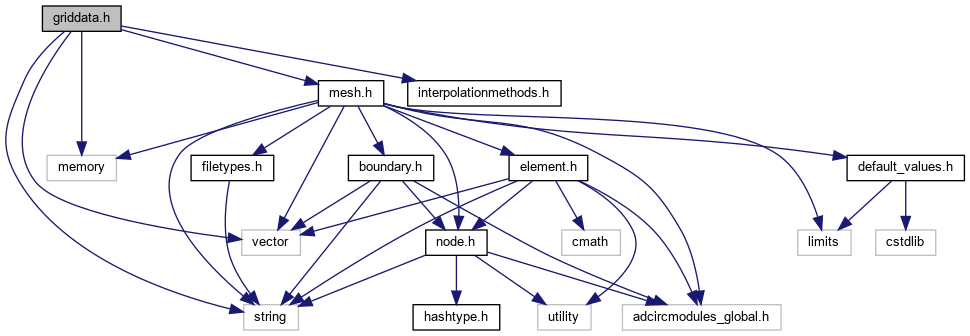 griddata.h
mesh.h
interpolationmethods.h
memory
filetypes.h
boundary.h
element.h
default_values.h
vector
node.h
cmath
limits
cstdlib
string
hashtype.h
utility
adcircmodules_global.h